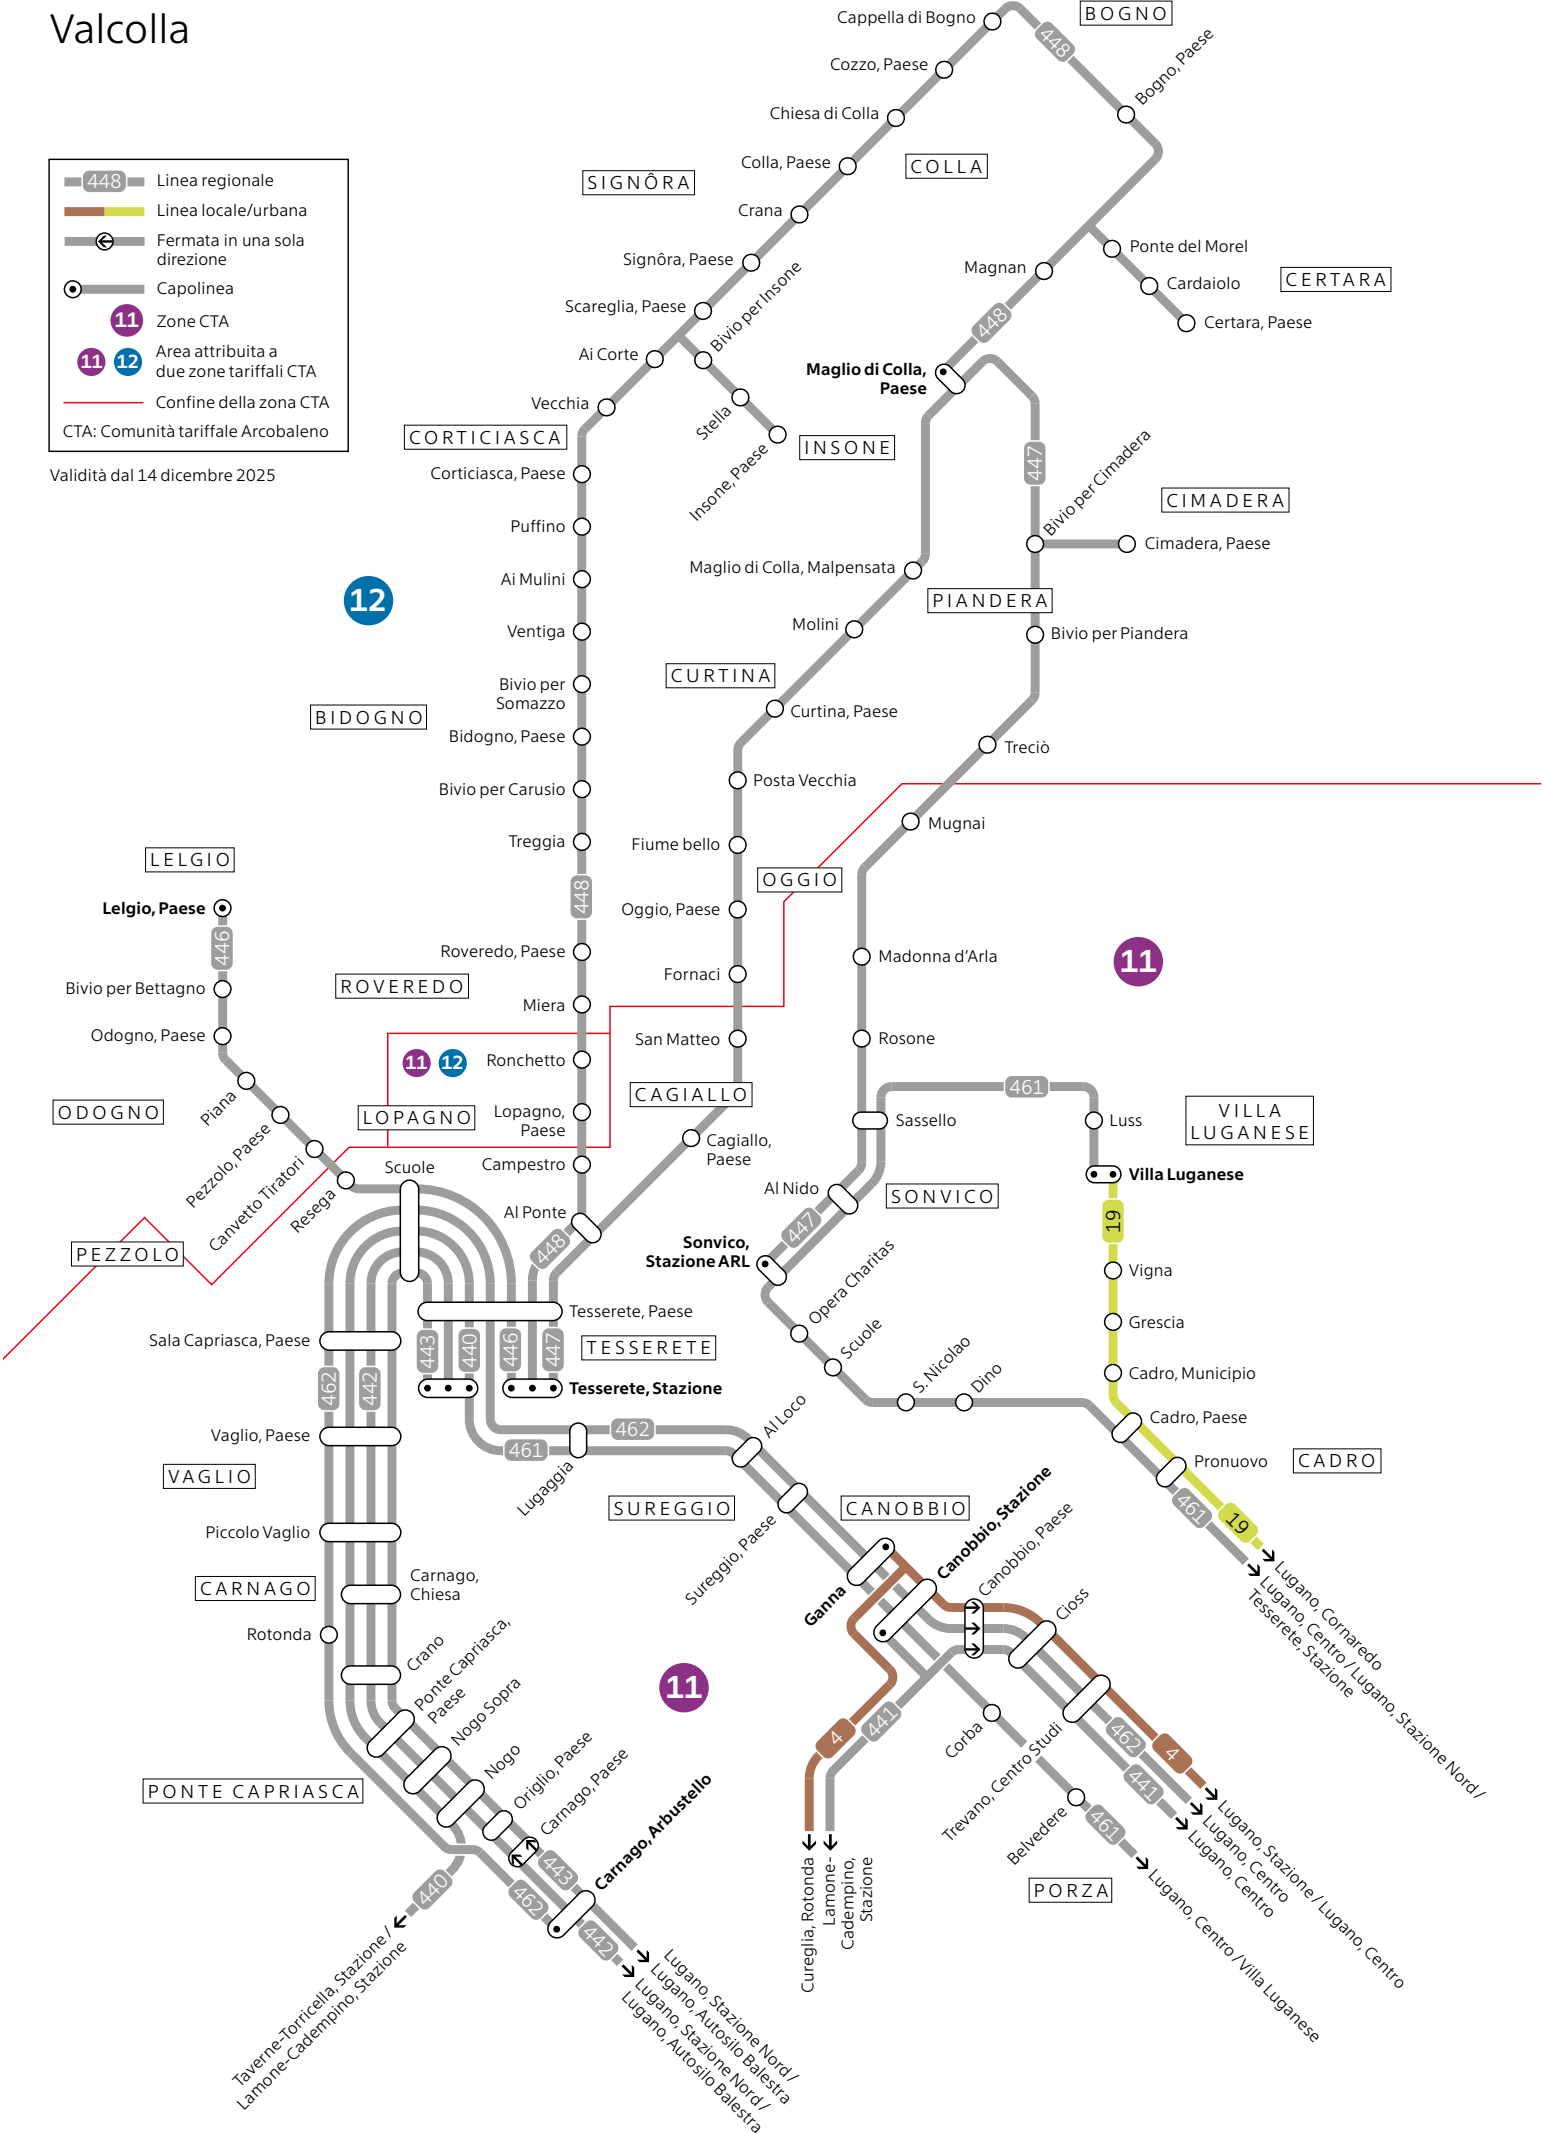 Valcolla
448
Linea regionale
Linea locale/urbana
Fermata in una sola
direzione
Capolinea
11
Zone CTA
11
12
Area attribuita a
due zone tariffali CTA
Confine della zona CTA
CTA: Comunità tariffale Arcobaleno
Validità dal 14 dicembre 2025
Cappella di Bogno
BOGNO
448
Bogno, Paese
Cozzo, Paese
Chiesa di Colla
Colla, Paese
COLLA
SIGNÔRA
Crana
Signôra, Paese
Scareglia, Paese
Bivio per Insone
Ai Corte
Stella
Insone, Paese
INSONE
Vecchia
CORTICIASCA
Corticiasca, Paese
Puffino
Ai Mulini
12
Ventiga
Bivio per
Somazzo
BIDOGNO
Bidogno, Paese
Bivio per Carusio
Treggia
448
Roveredo, Paese
ROVEREDO
Miera
11
12
Ronchetto
LOPAGNO
Lopagno,
Paese
Campestro
Al Ponte
448
Magnan
Ponte del Morel
Cardaiolo
CERTARA
Certara, Paese
448
Maglio di Colla,
Paese
447
Bivio per Cimadera
CIMADERA
Cimadera, Paese
Maglio di Colla, Malpensata
PIANDERA
Molini
Bivio per Piandera
CURTINA
Curtina, Paese
Treciò
Posta Vecchia
Mugnai
Fiume bello
OGGIO
Oggio, Paese
Fornaci
Madonna d'Arla
11
San Matteo
Rosone
CAGIALLO
Cagiallo,
Paese
461
Sassello
Luss
VILLA
LUGANESE
Villa Luganese
Al Nido
SONVICO
447
Sonvico,
Stazione ARL
19
Opera Charitas
Scuole
S. Nicolao
Dino
Vigna
Grescia
Cadro, Municipio
Cadro, Paese
Pronuovo
CADRO
461
19
Lugano, Cornaredo
Lugano, Centro / Lugano, Stazione Nord /
Tesserete, Stazione
LELGIO
Lelgio, Paese
446
Bivio per Bettagno
Odogno, Paese
ODOGNO
Piana
Pezzolo, Paese
Canvetto Tiratori
Resega
PEZZOLO
Scuole
Tesserete, Paese
443
440
446
447
TESSERETE
Tesserete, Stazione
Sala Capriasca, Paese
462
442
Vaglio, Paese
VAGLIO
Piccolo Vaglio
CARNAGO
Carnago,
Chiesa
Rotonda
Crano
Ponte Capriasca,
Paese
Nogo Sopra
Nogo
Origlio, Paese
Carnago, Paese
PONTE CAPRIASCA
Carnago, Arbustello
443
462
442
440
Taverne-Torricella, Stazione /
Lamone-Cadempino, Stazione
Lugano, Stazione Nord /
Lugano, Autosilo Balestra
Lugano, Stazione Nord /
Lugano, Autosilo Balestra
462
461
Lugaggia
Al Loco
SUREGGIO
Sureggio, Paese
CANOBBIO
Ganna
Canobbio, Stazione
Canobbio, Paese
Cioss
11
4
441
Cureglia, Rotonda
Lamone-
Cadempino,
Stazione
Corba
Trevano, Centro Studi
Belvedere
461
PORZA
462
441
4
Lugano, Stazione / Lugano, Centro
Lugano, Centro
Lugano, Centro
Lugano, Centro / Villa Luganese